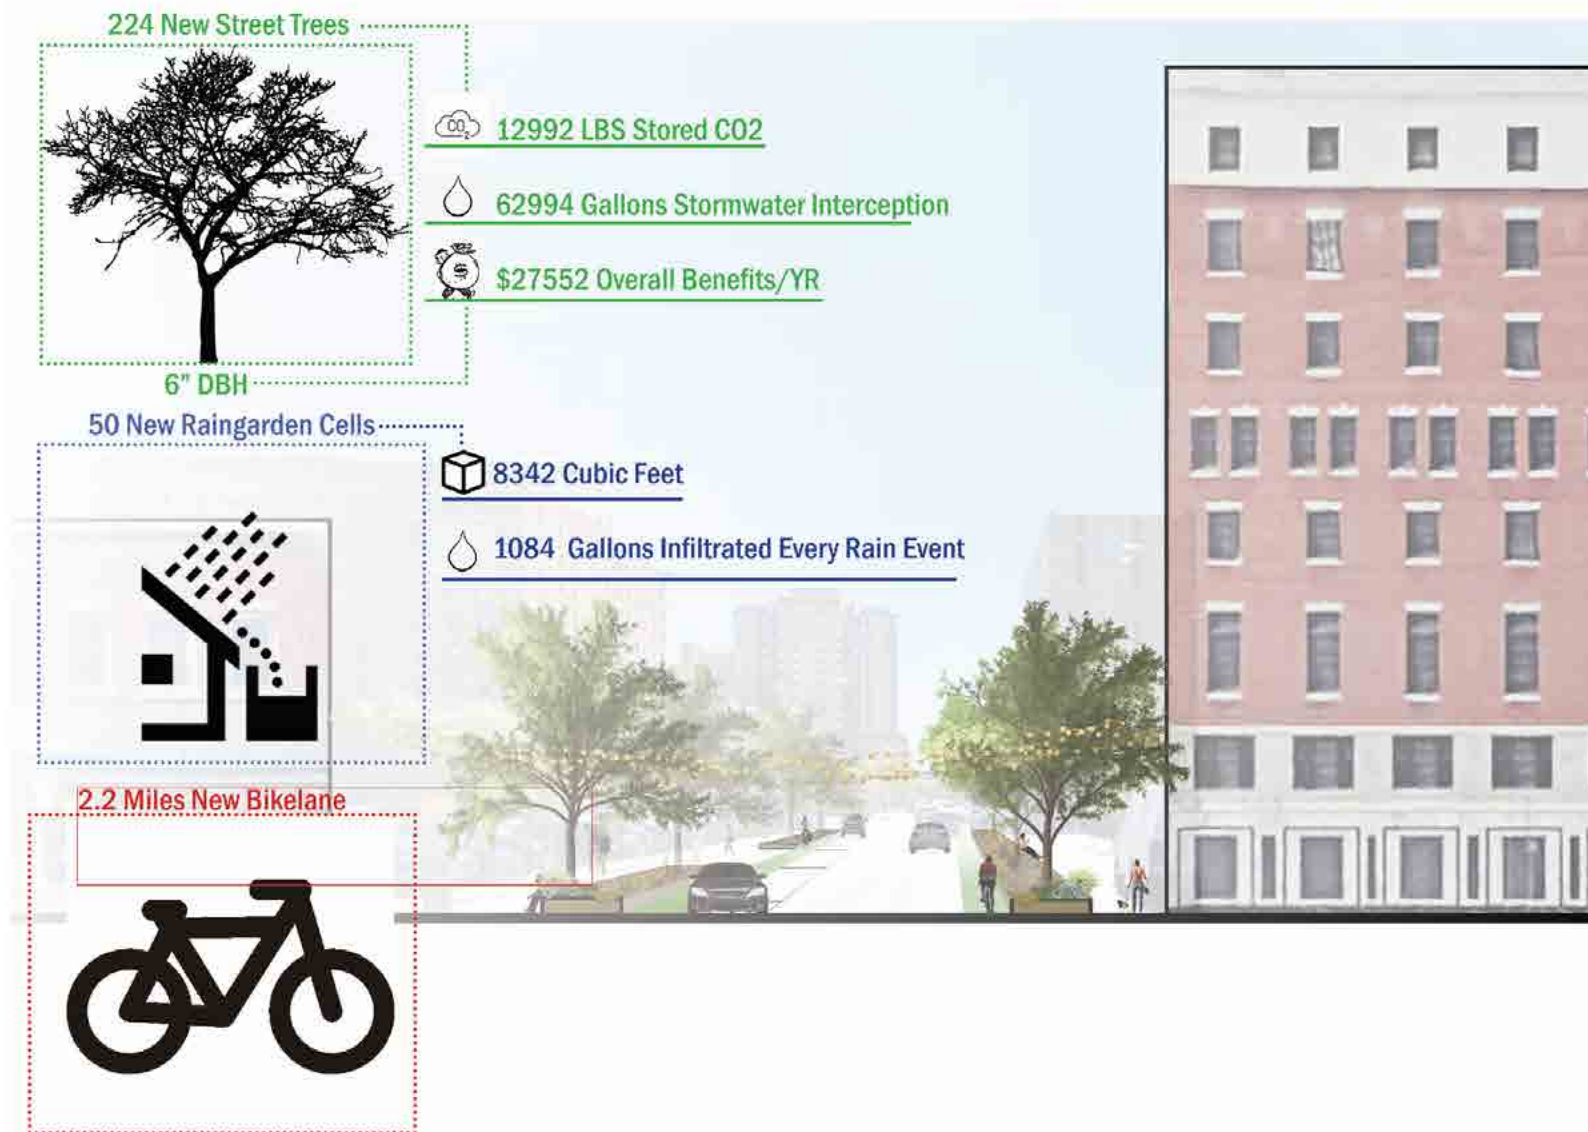 224 New Street Trees
CO2
12992 LBS Stored CO2
62994 Gallons Stormwater Interception
$
$27552 Overall Benefits/YR
6" DBH
50 New Raingarden Cells
8342 Cubic Feet
1084 Gallons Infiltrated Every Rain Event
2.2 Miles New Bikelane